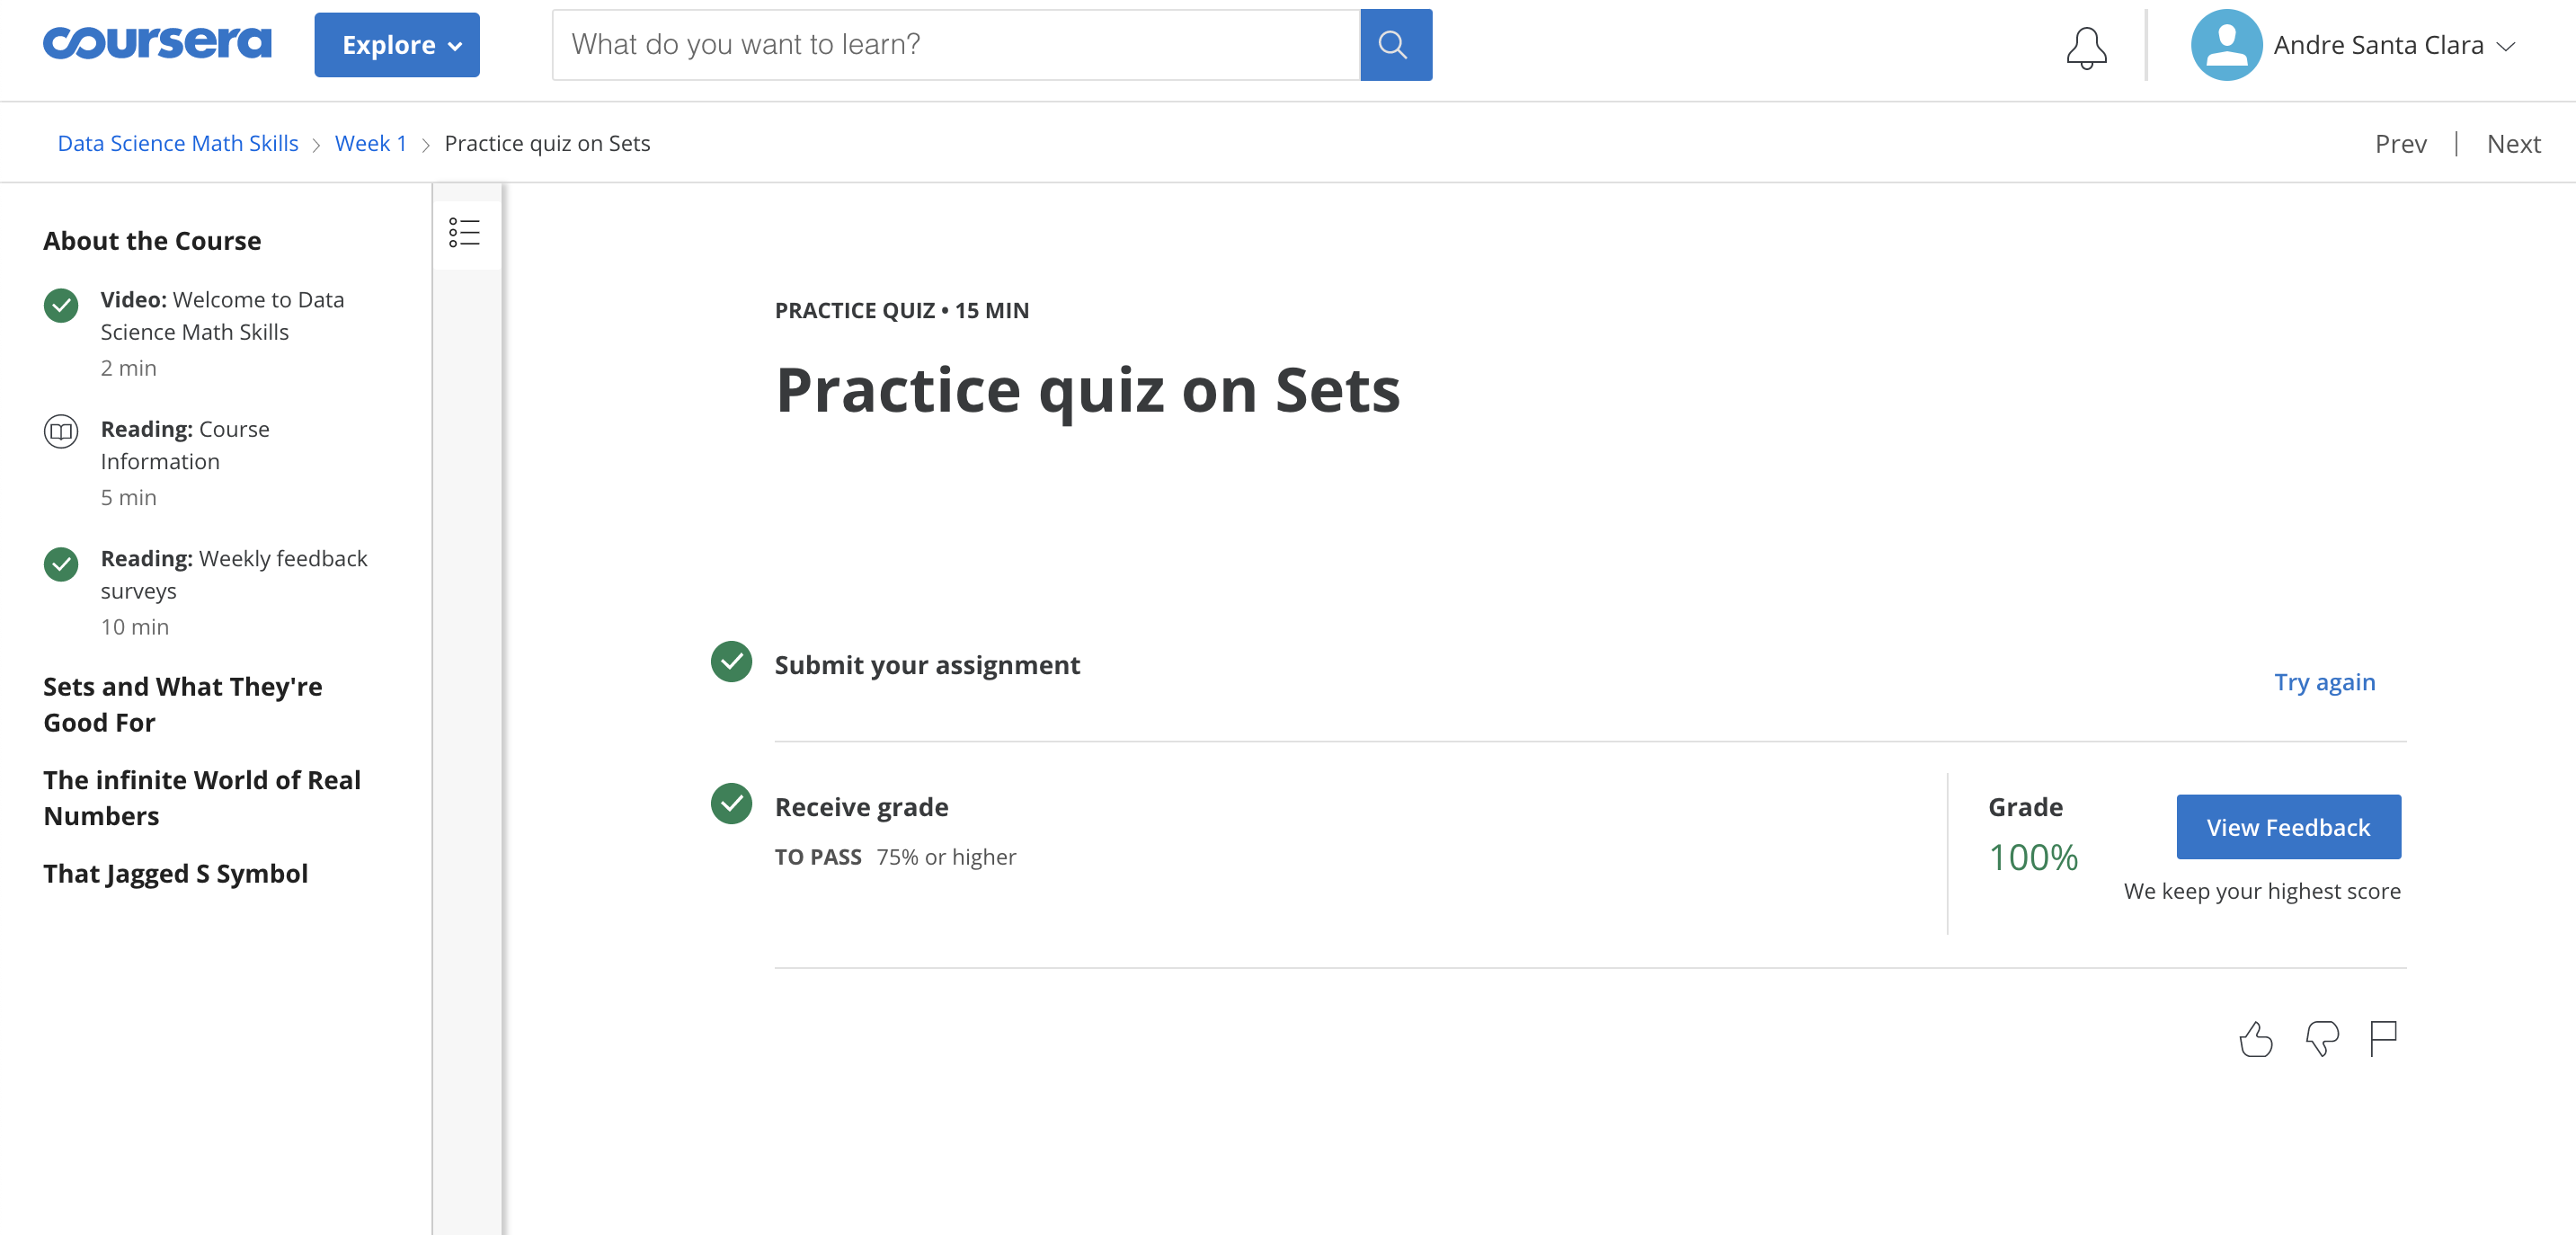 coursera
Explore
What do you want to learn?
Andre Santa Clara
Data Science Math Skills
Week 1
Practice quiz on Sets
Prev | Next
About the Course
Video: Welcome to Data
Science Math Skills
2 min
Reading: Course
Information
5 min
Reading: Weekly feedback
surveys
10 min
Sets and What They're
Good For
The infinite World of Real
Numbers
That Jagged S Symbol
PRACTICE QUIZ • 15 MIN
Practice quiz on Sets
Submit your assignment
Try again
Receive grade
TO PASS 75% or higher
Grade
100%
View Feedback
We keep your highest score